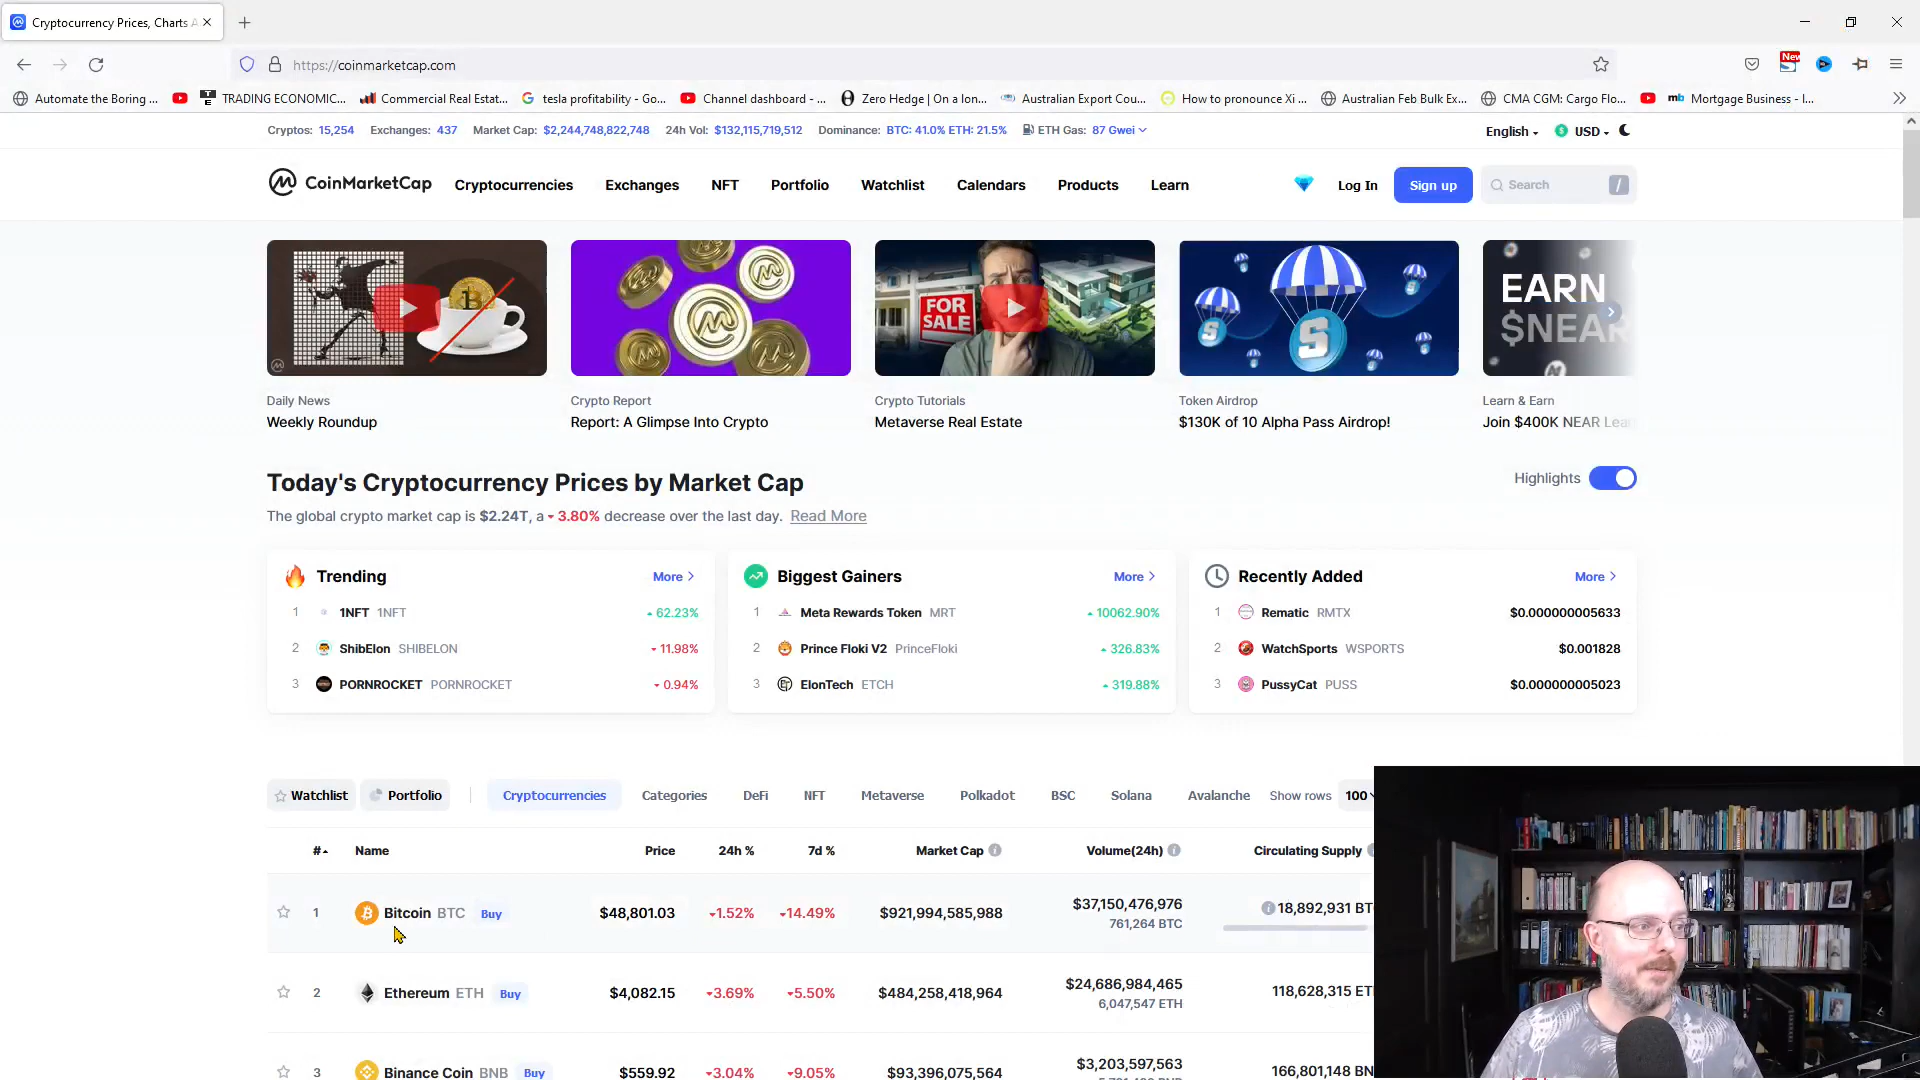 Cryptocurrency Prices, Charts A
https://coinmarketcap.com
Automate the Boring ...
TRADING ECONOMIC...
Commercial Real Estat...
tesla profitability - Go...
Channel dashboard - ...
Zero Hedge | On a lon...
Australian Export Cou...
How to pronounce Xi ...
Australian Feb Bulk Ex...
CMA CGM: Cargo Flo...
Mortgage Business - I...
New
Cryptos: 15,254 Exchanges: 437 Market Cap: $2,244,748,822,748 24h Vol: $132,115,719,512 Dominance: BTC: 41.0% ETH: 21.5% ETH Gas: 87 Gwei
English USD
CoinMarketCap Cryptocurrencies Exchanges NFT Portfolio Watchlist Calendars Products Learn Log In Sign up Search /
FOR SALE
EARN
$NEAR
Daily News
Weekly Roundup
Crypto Report
Report: A Glimpse Into Crypto
Crypto Tutorials
Metaverse Real Estate
Token Airdrop
$130K of 10 Alpha Pass Airdrop!
Learn & Earn
Join $400K NEAR Lea
Today's Cryptocurrency Prices by Market Cap
Highlights
The global crypto market cap is $2.24T, a 3.80% decrease over the last day. Read More
Trending More
1 1NFT 1NFT 62.23%
2 ShibElon SHIBELON 11.98%
3 PORNROCKET PORNROCKET 0.94%
Biggest Gainers More
1 Meta Rewards Token MRT 10062.90%
2 Prince Floki V2 PrinceFloki 326.83%
3 ElonTech ETCH 319.88%
Recently Added More
1 Rematic RMTX $0.000000005633
2 WatchSports WSPORTS $0.001828
3 PussyCat PUSS $0.000000005023
Watchlist Portfolio Cryptocurrencies Categories DeFi NFT Metaverse Polkadot BSC Solana Avalanche Show rows 100
# Name Price 24h % 7d % Market Cap Volume(24h) Circulating Supply
1 Bitcoin BTC Buy $48,801.03 1.52% 14.49% $921,994,585,988 $37,150,476,976 18,892,931 BTC
761,264 BTC
2 Ethereum ETH Buy $4,082.15 3.69% 5.50% $484,258,418,964 $24,686,984,465 118,628,315 ET
6,047,547 ETH
3 Binance Coin BNB Buy $559.92 3.04% 9.05% $93,396,075,564 $3,203,597,563 166,801,148 BN